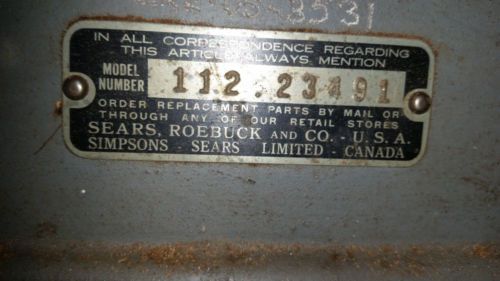 3531
IN ALL CORRESPONDENCE REGARDING
THIS ARTICLE ALWAYS MENTION
MODEL NUMBER 112.23491
ORDER REPLACEMENT PARTS BY MAIL OR
THROUGH ANY OF OUR RETAIL STORES
SEARS, ROEBUCK AND CO. - U. S. A.
SIMPSONS - SEARS LIMITED - CANADA